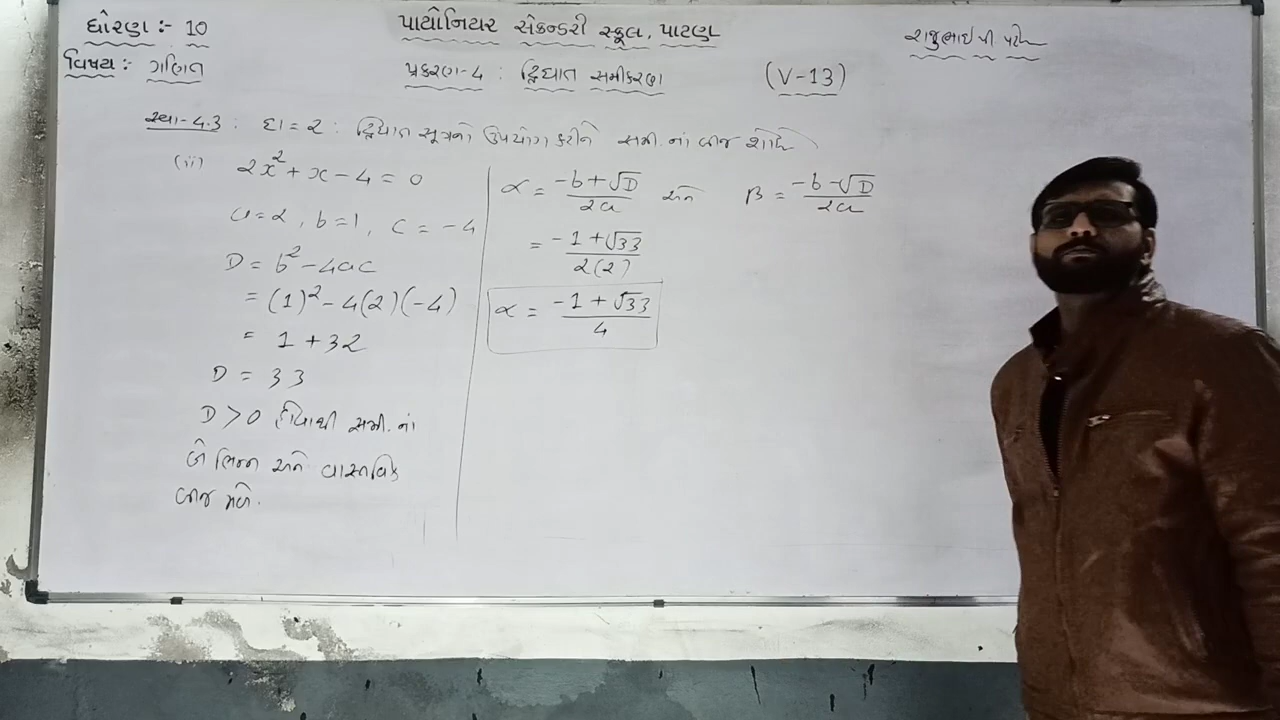 ધોરણ :- 10
પાયોનિયર સેકન્ડરી સ્કૂલ, પાટણ
રાજુભાઇ પી પટેલ
વિષય : ગણિત
પ્રકરણ-4 : દ્વિઘાત સમીકરણ
(V-13)
સ્વા-4.3 : દા = 2 : દ્વિઘાત સૂત્રનો ઉપયોગ કરીને સમી.નાં બીજ શોધો
(ii) 2x² + x - 4 = 0
a = 2, b = 1, c = -4
D = b² - 4ac
= (1)² - 4(2)(-4)
= 1 + 32
D = 33
D > 0 હોવાથી સમી.નાં
બે ભિન્ન અને વાસ્તવિક
બીજ મળે.
α = (-b + √D)/2a અને β = (-b - √D)/2a
= (-1 + √33)/2(2)
α = (-1 + √33)/4